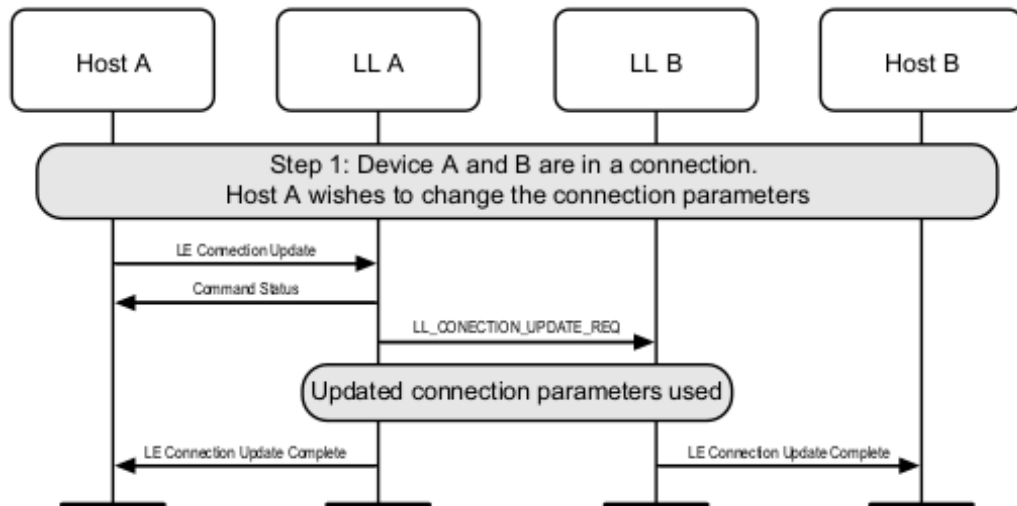 Host A
LL A
LL B
Host B
Step 1: Device A and B are in a connection.
Host A wishes to change the connection parameters
LE Connection Update
Command Status
LL_CONECTION_UPDATE_REQ
Updated connection parameters used
LE Connection Update Complete
LE Connection Update Complete